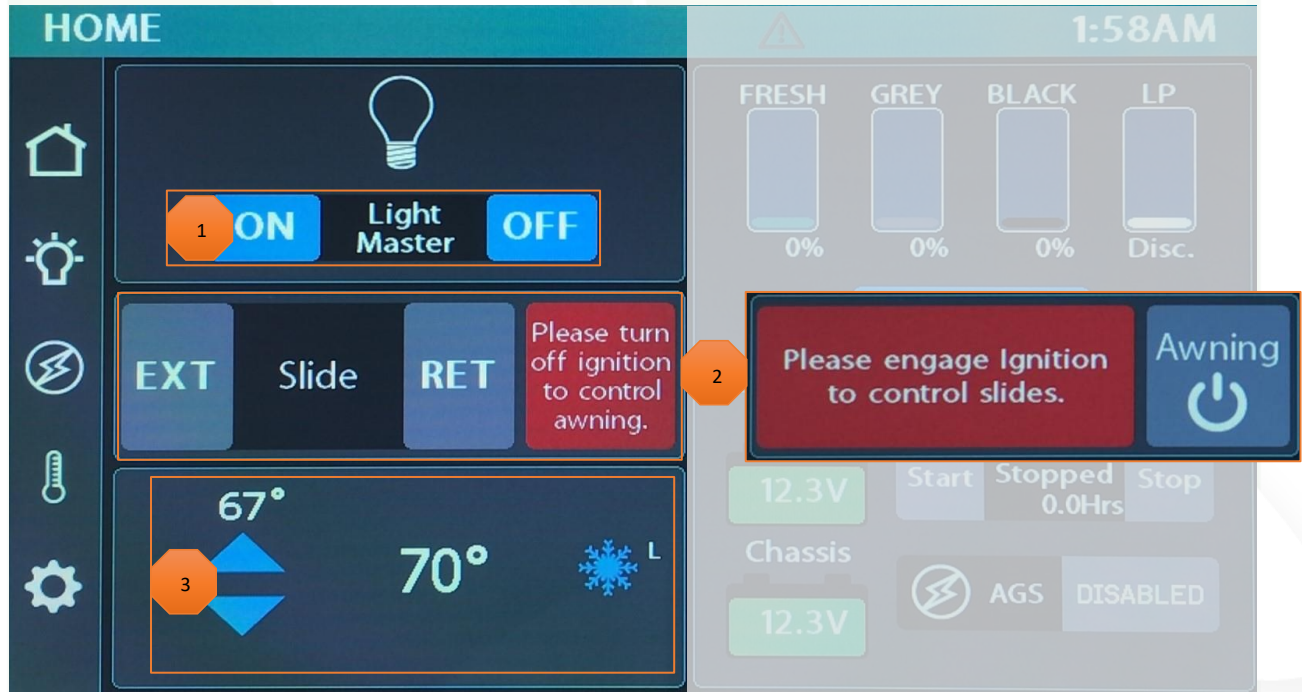 HOME
1:58AM
1
ON
Light
Master
OFF
FRESH
GREY
BLACK
LP
0%
0%
0%
Disc.
EXT
Slide
RET
Please turn
off ignition
to control
awning.
2
Please engage Ignition
to control slides.
Awning
67°
3
70°
L
12.3V
Start
Stopped
0.0Hrs
Stop
Chassis
12.3V
AGS
DISABLED